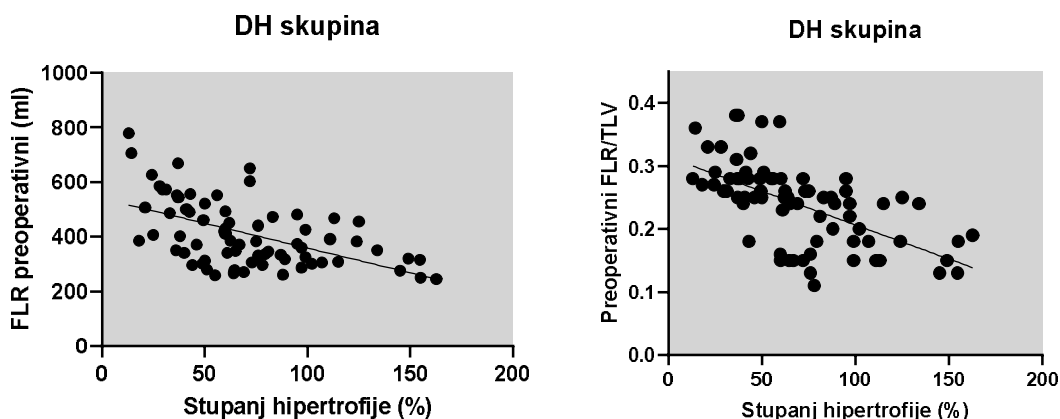 DH skupina
FLR preoperativni (ml)
1000
800
600
400
200
0
0 50 100 150 200
Stupanj hipertrofije (%)
DH skupina
Preoperativni FLR/TLV
0.4
0.3
0.2
0.1
0.0
0 50 100 150 200
Stupanj hipertrofije (%)